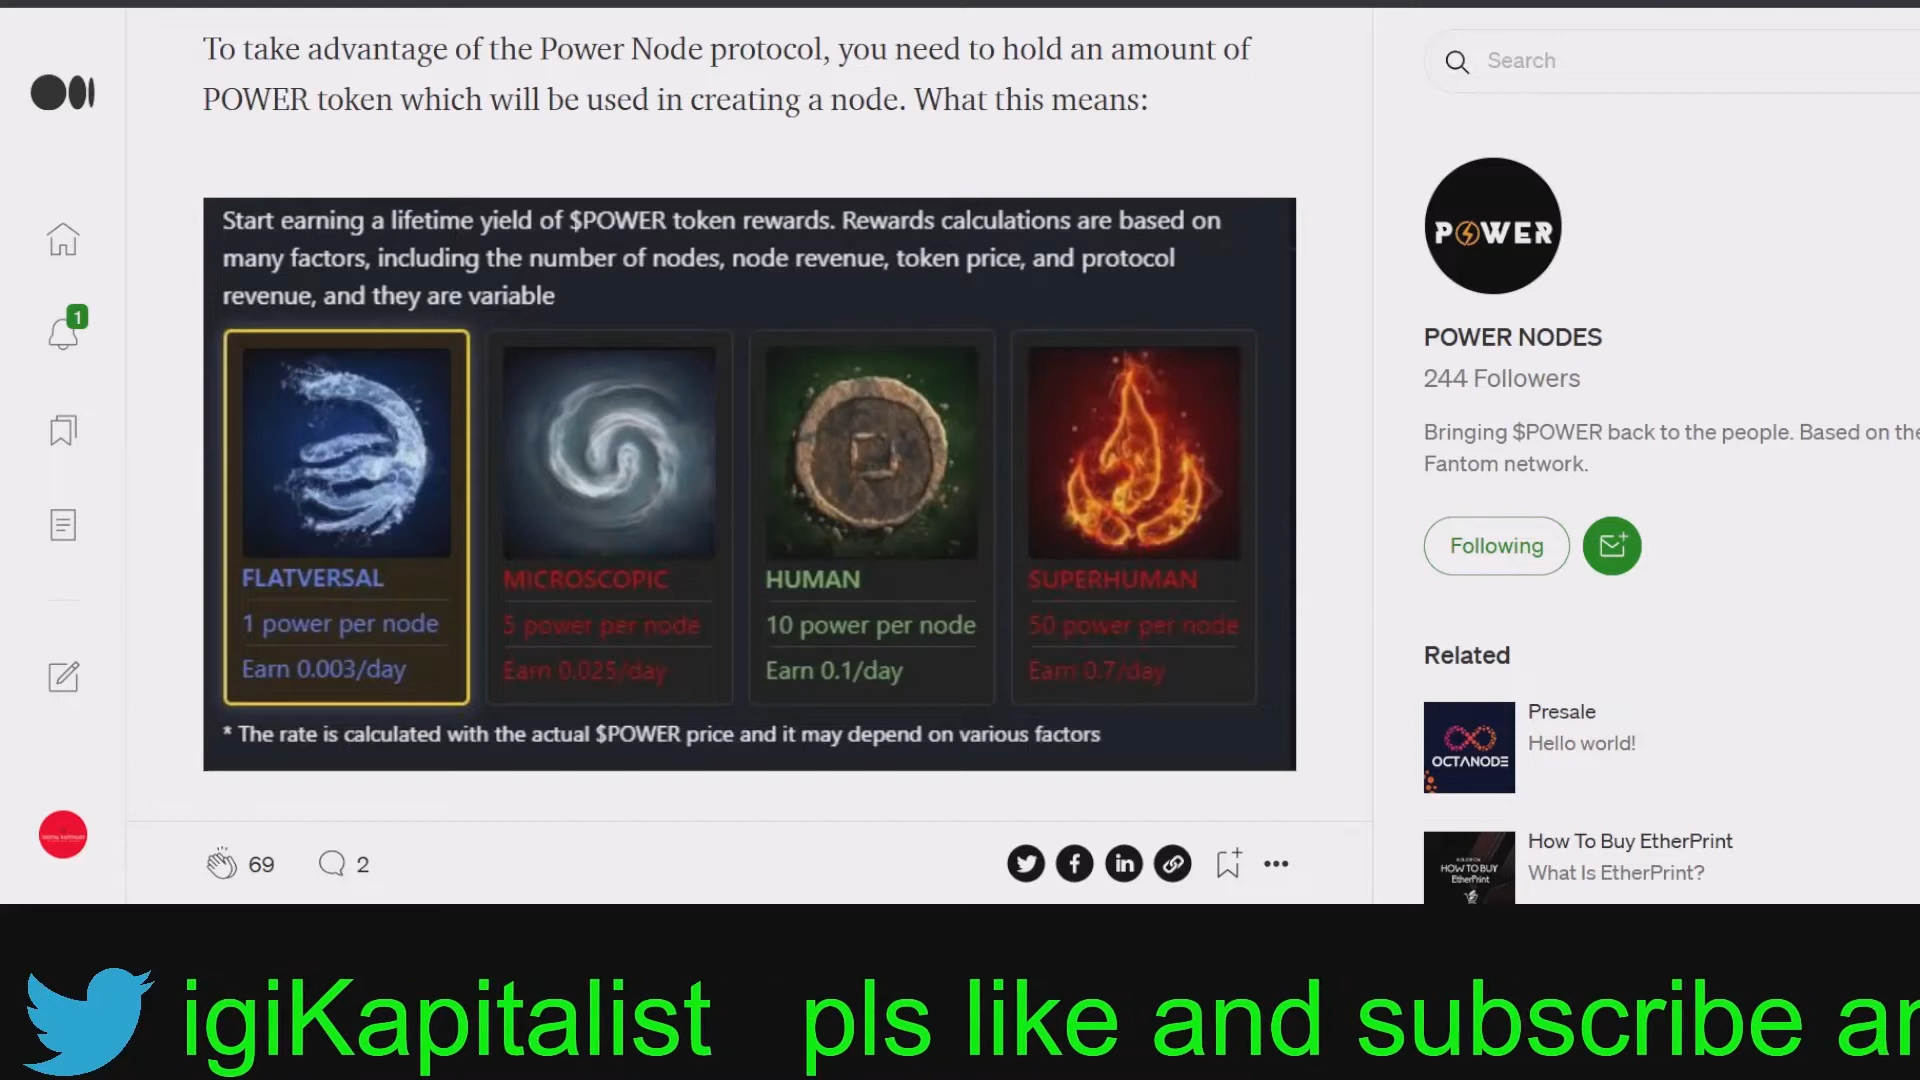 To take advantage of the Power Node protocol, you need to hold an amount of
POWER token which will be used in creating a node. What this means:
Start earning a lifetime yield of $POWER token rewards. Rewards calculations are based on
many factors, including the number of nodes, node revenue, token price, and protocol
revenue, and they are variable
FLATVERSAL
1 power per node
Earn 0.003/day
MICROSCOPIC
5 power per node
Earn 0.025/day
HUMAN
10 power per node
Earn 0.1/day
SUPERHUMAN
50 power per node
Earn 0.7/day
* The rate is calculated with the actual $POWER price and it may depend on various factors
1
69
2
Search
POWER
POWER NODES
244 Followers
Bringing $POWER back to the people. Based on the
Fantom network.
Following
Related
OCTANODE
Presale
Hello world!
HOW TO BUY
EtherPrint
How To Buy EtherPrint
What Is EtherPrint?
igiKapitalist pls like and subscribe an